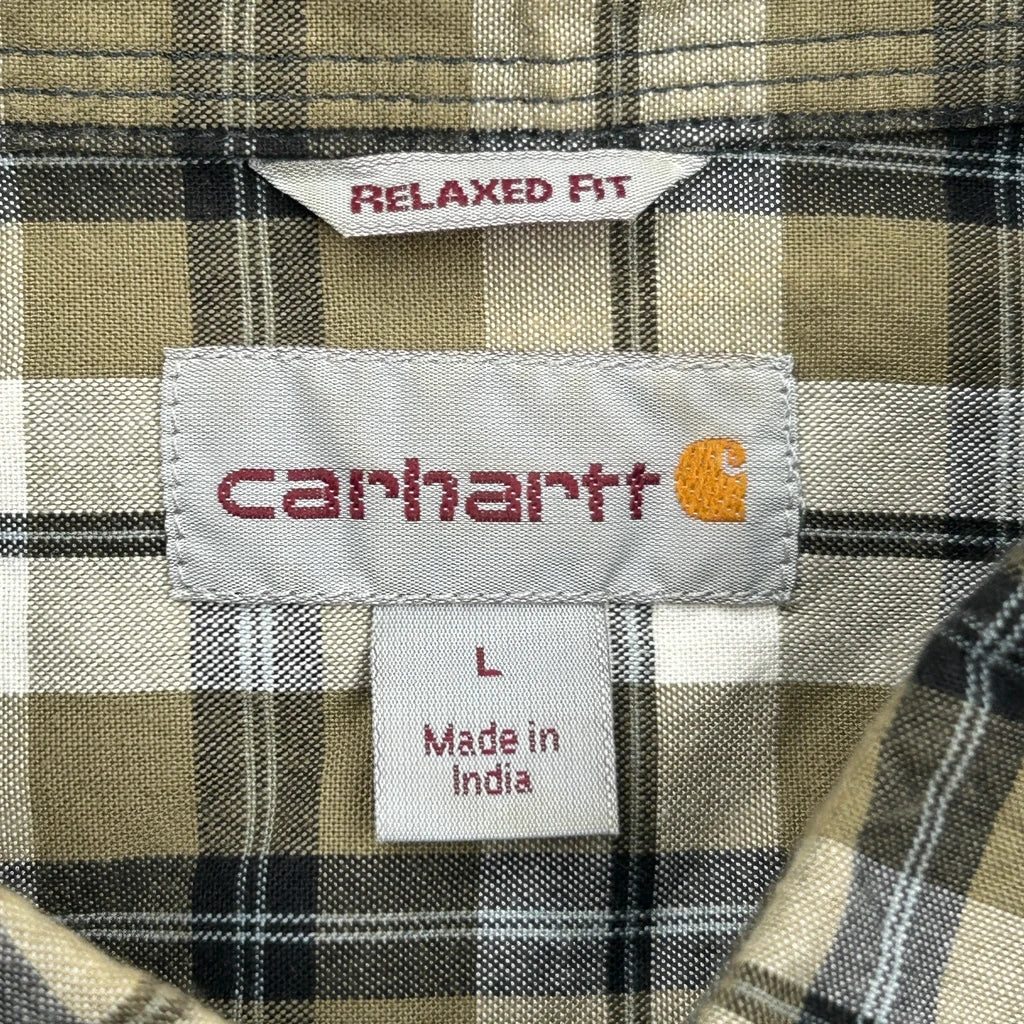 RELAXED FIT
carhartt
L
Made in
India